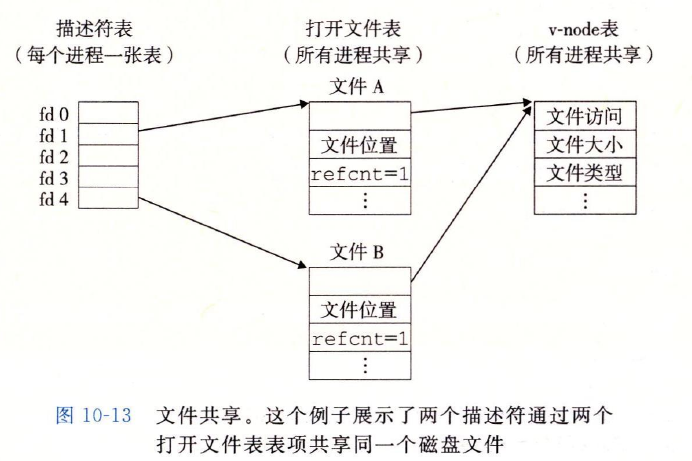 描述符表
（每个进程一张表）
打开文件表
（所有进程共享）
v-node表
（所有进程共享）
文件 A
fd 0
fd 1
fd 2
fd 3
fd 4
文件位置
refcnt=1
⋮
文件访问
文件大小
文件类型
⋮
文件 B
文件位置
refcnt=1
⋮
图 10-13 文件共享。这个例子展示了两个描述符通过两个
打开文件表表项共享同一个磁盘文件